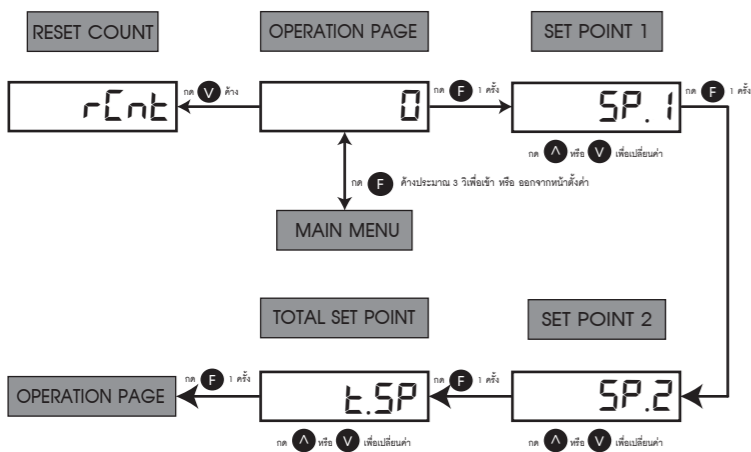 RESET COUNT
OPERATION PAGE
SET POINT 1
rCnt
กด V ค้าง
0
กด F 1 ครั้ง
SP. 1
กด F 1 ครั้ง
กด ^ หรือ V เพื่อเปลี่ยนค่า
กด F ค้างประมาณ 3 วิเพื่อเข้า หรือ ออกจากหน้าตั้งค่า
MAIN MENU
TOTAL SET POINT
SET POINT 2
OPERATION PAGE
กด F 1 ครั้ง
t.SP
กด F 1 ครั้ง
SP.2
กด ^ หรือ V เพื่อเปลี่ยนค่า
กด ^ หรือ V เพื่อเปลี่ยนค่า